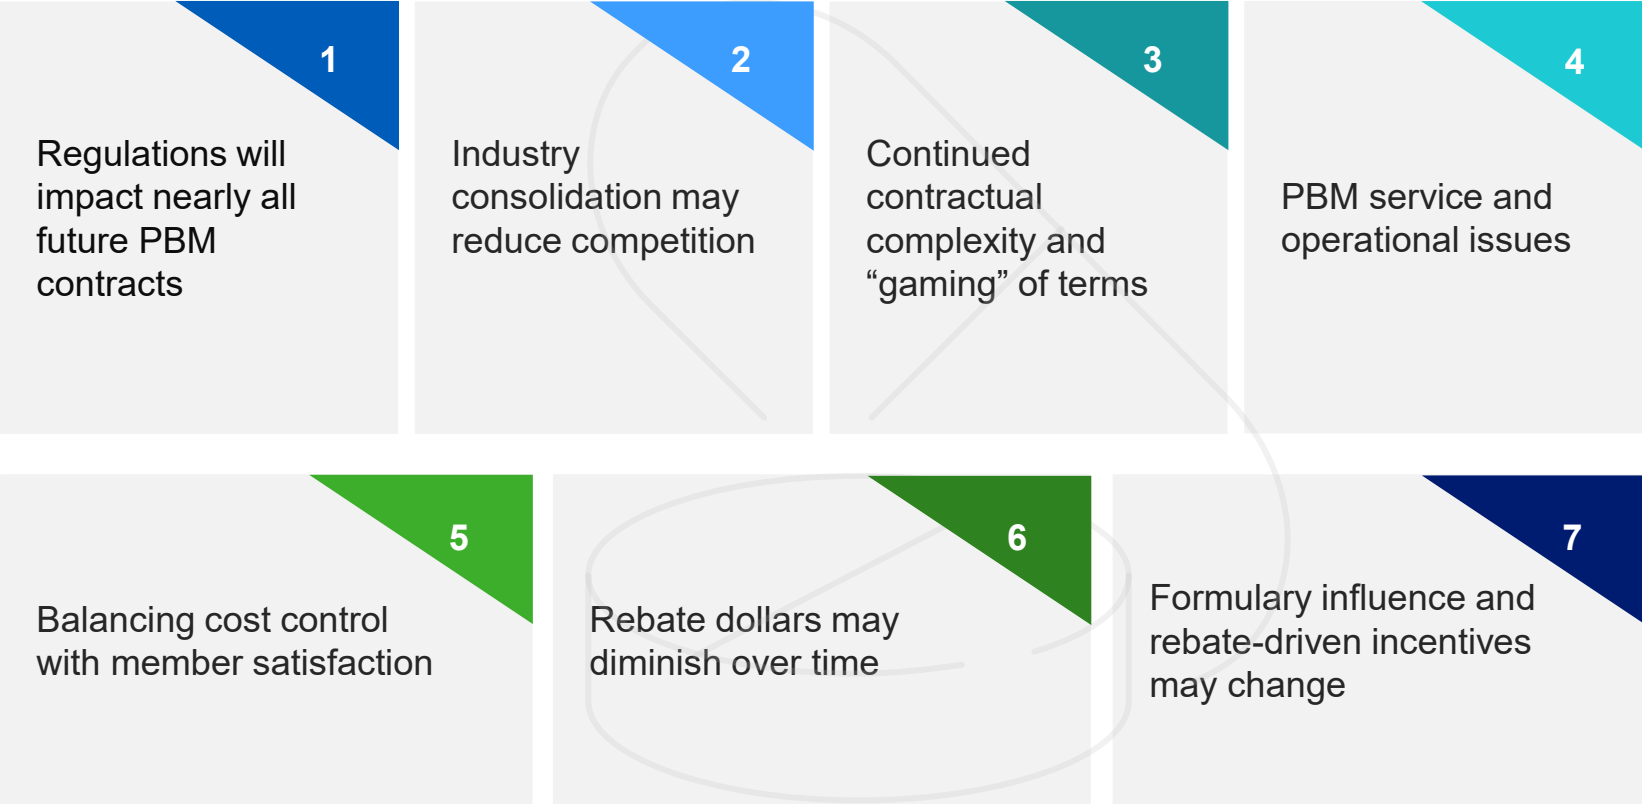 1
Regulations will
impact nearly all
future PBM
contracts
2
Industry
consolidation may
reduce competition
3
Continued
contractual
complexity and
“gaming” of terms
4
PBM service and
operational issues
5
Balancing cost control
with member satisfaction
6
Rebate dollars may
diminish over time
7
Formulary influence and
rebate-driven incentives
may change